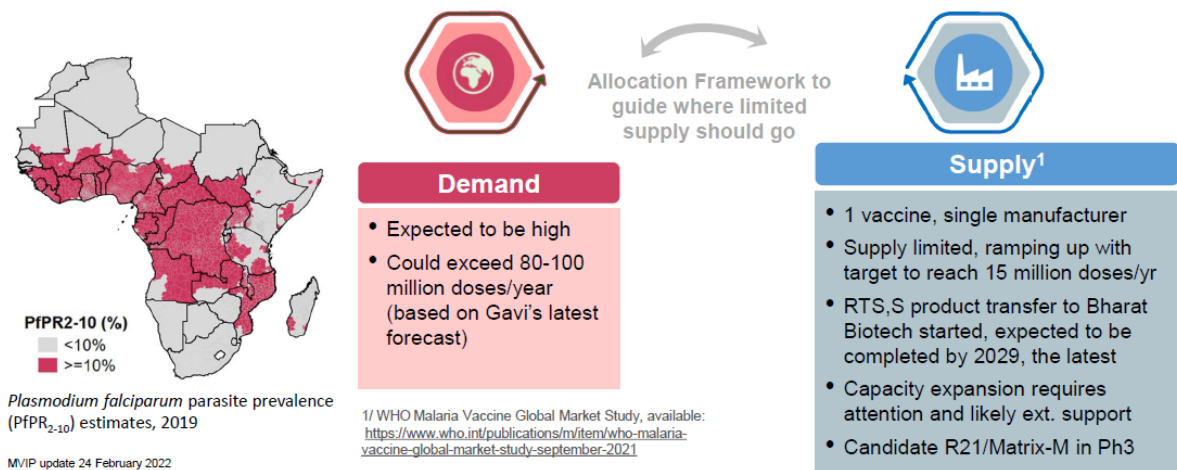 Allocation Framework to
guide where limited
supply should go
PfPR2-10 (%)
<10%
>=10%
Plasmodium falciparum parasite prevalence
(PfPR2-10) estimates, 2019
MVIP update 24 February 2022
Demand
• Expected to be high
• Could exceed 80-100
million doses/year
(based on Gavi's latest
forecast)
1/ WHO Malaria Vaccine Global Market Study, available:
https://www.who.int/publications/m/item/who-malaria-
vaccine-global-market-study-september-2021
Supply1
• 1 vaccine, single manufacturer
• Supply limited, ramping up with
target to reach 15 million doses/yr
• RTS,S product transfer to Bharat
Biotech started, expected to be
completed by 2029, the latest
• Capacity expansion requires
attention and likely ext. support
• Candidate R21/Matrix-M in Ph3